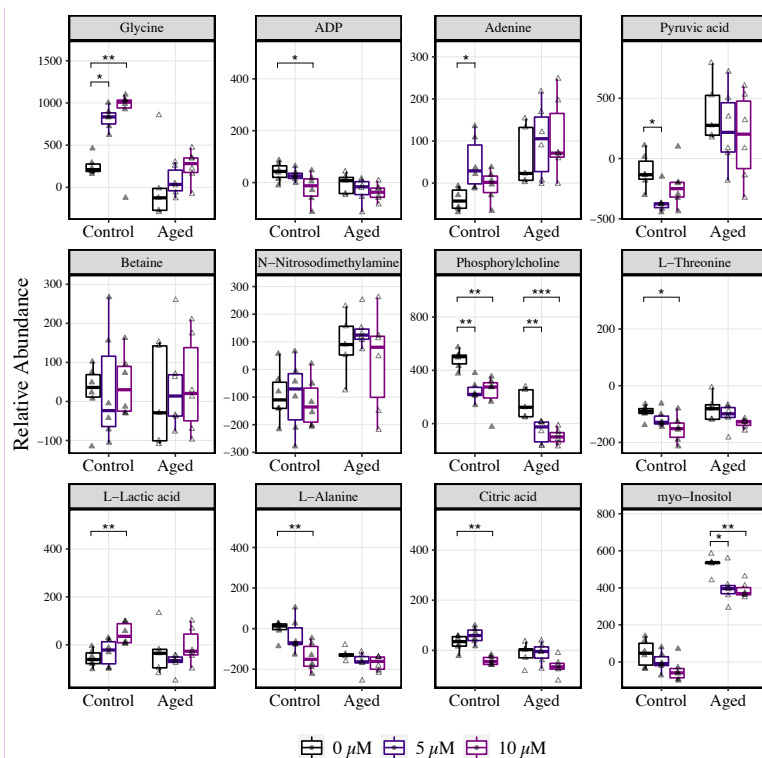 Relative Abundance
Glycine ADP Adenine Pyruvic acid
** * * *
*
1500 1000 500 0
400 200 0
300 200 100 0
500 0 −500
Control Aged Control Aged Control Aged Control Aged
Betaine N−Nitrosodimethylamine Phosphorylcholine L−Threonine
** *** *
** **
300 200 100 0 −100
100 0 −100 −200 −300
800 400 0
200 0 −200
Control Aged Control Aged Control Aged Control Aged
L−Lactic acid L−Alanine Citric acid myo−Inositol
** ** ** **
*
400 200 0
400 200 0 −200
400 200 0
800 600 400 200 0
Control Aged Control Aged Control Aged Control Aged
0 μM 5 μM 10 μM